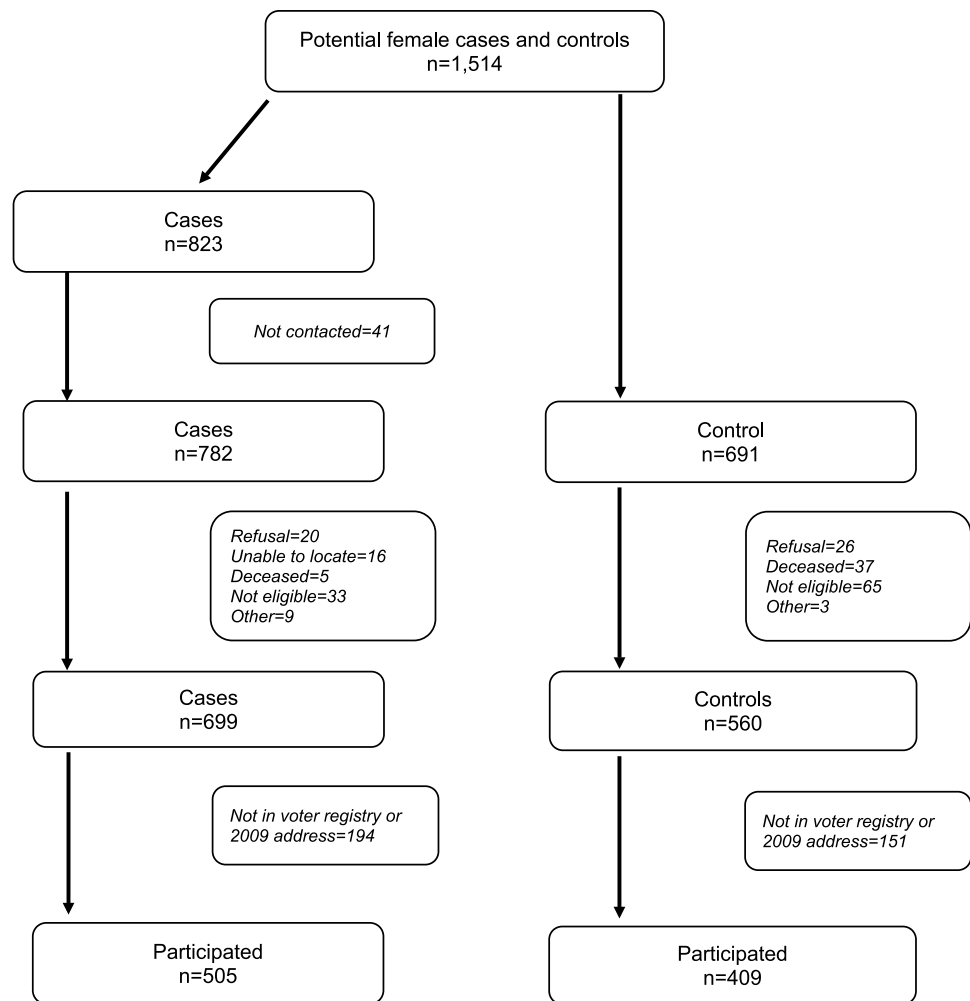 Potential female cases and controls
n=1,514
Cases
n=823
Not contacted=41
Cases
n=782
Control
n=691
Refusal=20
Unable to locate=16
Deceased=5
Not eligible=33
Other=9
Refusal=26
Deceased=37
Not eligible=65
Other=3
Cases
n=699
Controls
n=560
Not in voter registry or
2009 address=194
Not in voter registry or
2009 address=151
Participated
n=505
Participated
n=409